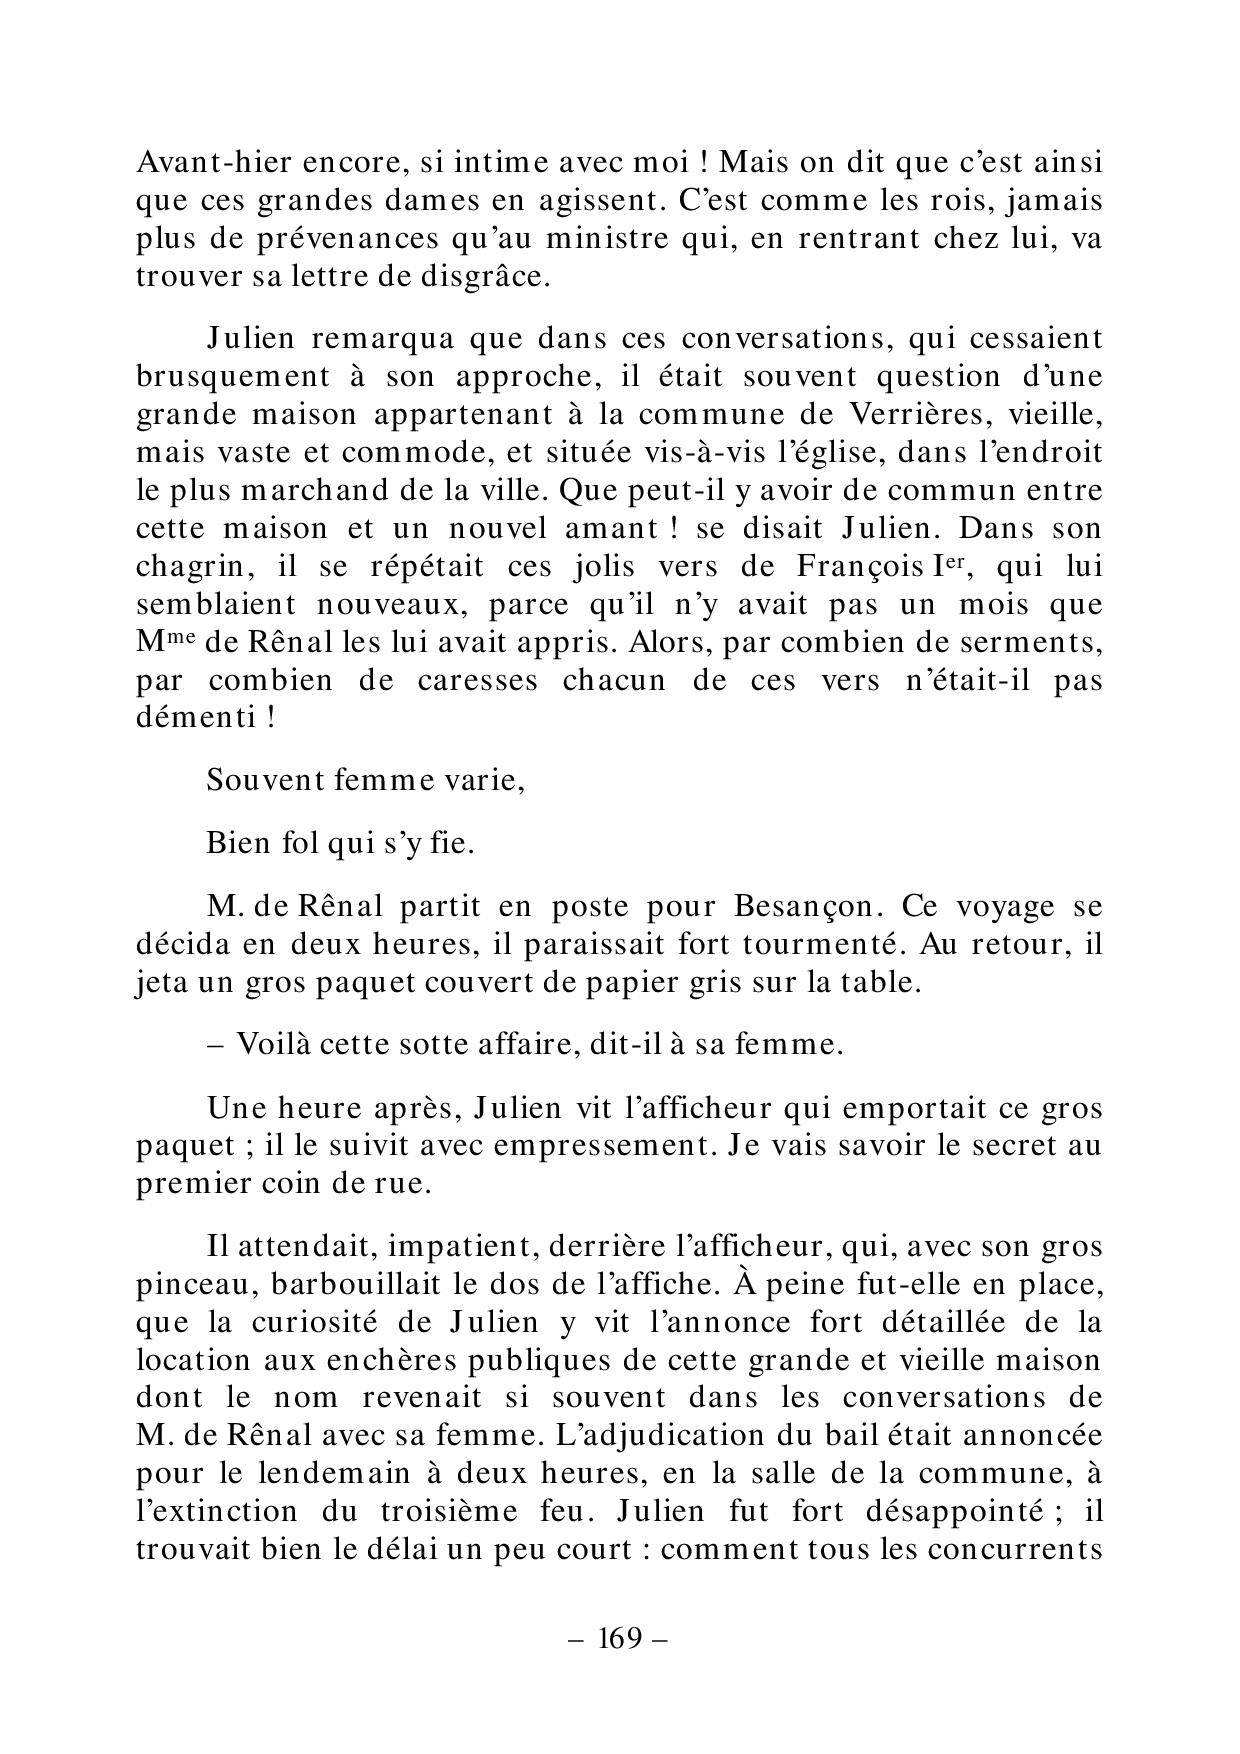 Avant-hier encore, si intime avec moi ! Mais on dit que c’est ainsi
que ces grandes dames en agissent. C’est comme les rois, jamais
plus de prévenances qu’au ministre qui, en rentrant chez lui, va
trouver sa lettre de disgrâce.
Julien remarqua que dans ces conversations, qui cessaient
brusquement à son approche, il était souvent question d’une
grande maison appartenant à la commune de Verrières, vieille,
mais vaste et commode, et située vis-à-vis l’église, dans l’endroit
le plus marchand de la ville. Que peut-il y avoir de commun entre
cette maison et un nouvel amant ! se disait Julien. Dans son
chagrin, il se répétait ces jolis vers de François Ier, qui lui
semblaient nouveaux, parce qu’il n’y avait pas un mois que
Mme de Rênal les lui avait appris. Alors, par combien de serments,
par combien de caresses chacun de ces vers n’était-il pas
démenti !
Souvent femme varie,
Bien fol qui s’y fie.
M. de Rênal partit en poste pour Besançon. Ce voyage se
décida en deux heures, il paraissait fort tourmenté. Au retour, il
jeta un gros paquet couvert de papier gris sur la table.
– Voilà cette sotte affaire, dit-il à sa femme.
Une heure après, Julien vit l’afficheur qui emportait ce gros
paquet ; il le suivit avec empressement. Je vais savoir le secret au
premier coin de rue.
Il attendait, impatient, derrière l’afficheur, qui, avec son gros
pinceau, barbouillait le dos de l’affiche. À peine fut-elle en place,
que la curiosité de Julien y vit l’annonce fort détaillée de la
location aux enchères publiques de cette grande et vieille maison
dont le nom revenait si souvent dans les conversations de
M. de Rênal avec sa femme. L’adjudication du bail était annoncée
pour le lendemain à deux heures, en la salle de la commune, à
l’extinction du troisième feu. Julien fut fort désappointé ; il
trouvait bien le délai un peu court : comment tous les concurrents
– 169 –